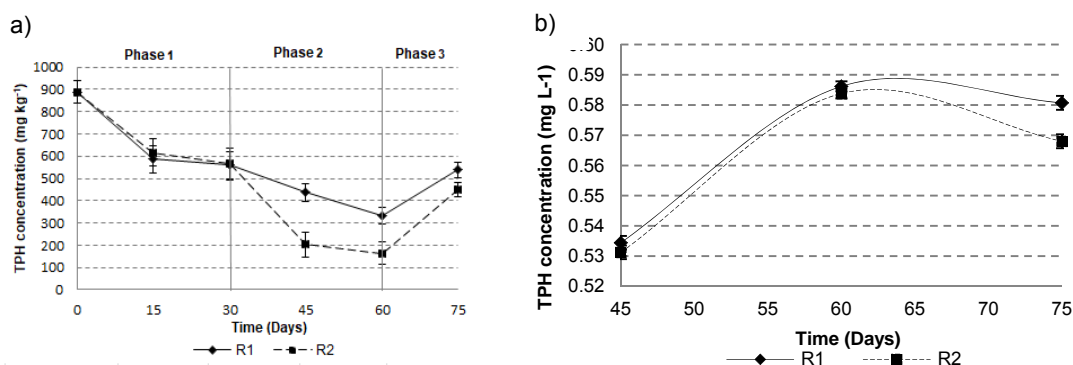 a)
Phase 1 Phase 2 Phase 3
TPH concentration (mg kg⁻¹)
1000
900
800
700
600
500
400
300
200
100
0
0 15 30 45 60 75
Time (Days)
R1 R2
b)
TPH concentration (mg L-1)
0.59
0.58
0.57
0.56
0.55
0.54
0.53
0.52
45 50 55 60 65 70 75
Time (Days)
R1 R2